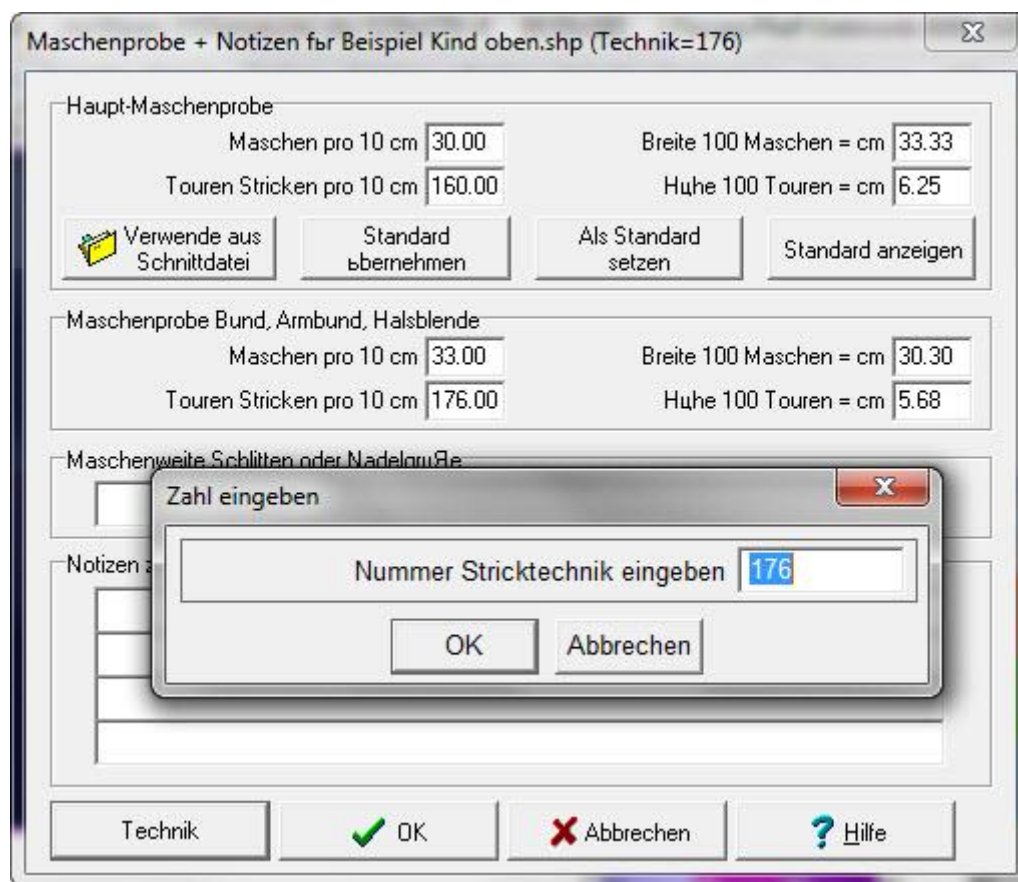 Maschenprobe + Notizen fьr Beispiel Kind oben.shp (Technik=176)
Haupt-Maschenprobe
Maschen pro 10 cm 30.00 Breite 100 Maschen = cm 33.33
Touren Stricken pro 10 cm 160.00 Hцhe 100 Touren = cm 6.25
Verwende aus Schnittdatei
Standard ьbernehmen
Als Standard setzen
Standard anzeigen
Maschenprobe Bund, Armbund, Halsblende
Maschen pro 10 cm 33.00 Breite 100 Maschen = cm 30.30
Touren Stricken pro 10 cm 176.00 Hцhe 100 Touren = cm 5.68
Maschenweite Schlitten oder NadelgruЯe
Zahl eingeben
Notizen
Nummer Stricktechnik eingeben 176
OK Abbrechen
Technik OK Abbrechen Hilfe